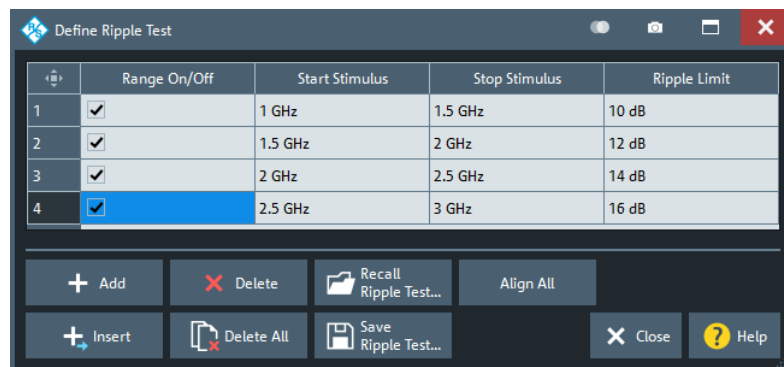 Define Ripple Test
Range On/Off Start Stimulus Stop Stimulus Ripple Limit
1 1 GHz 1.5 GHz 10 dB
2 1.5 GHz 2 GHz 12 dB
3 2 GHz 2.5 GHz 14 dB
4 2.5 GHz 3 GHz 16 dB
Add Delete Recall
Ripple Test... Align All
Insert Delete All Save
Ripple Test... Close Help